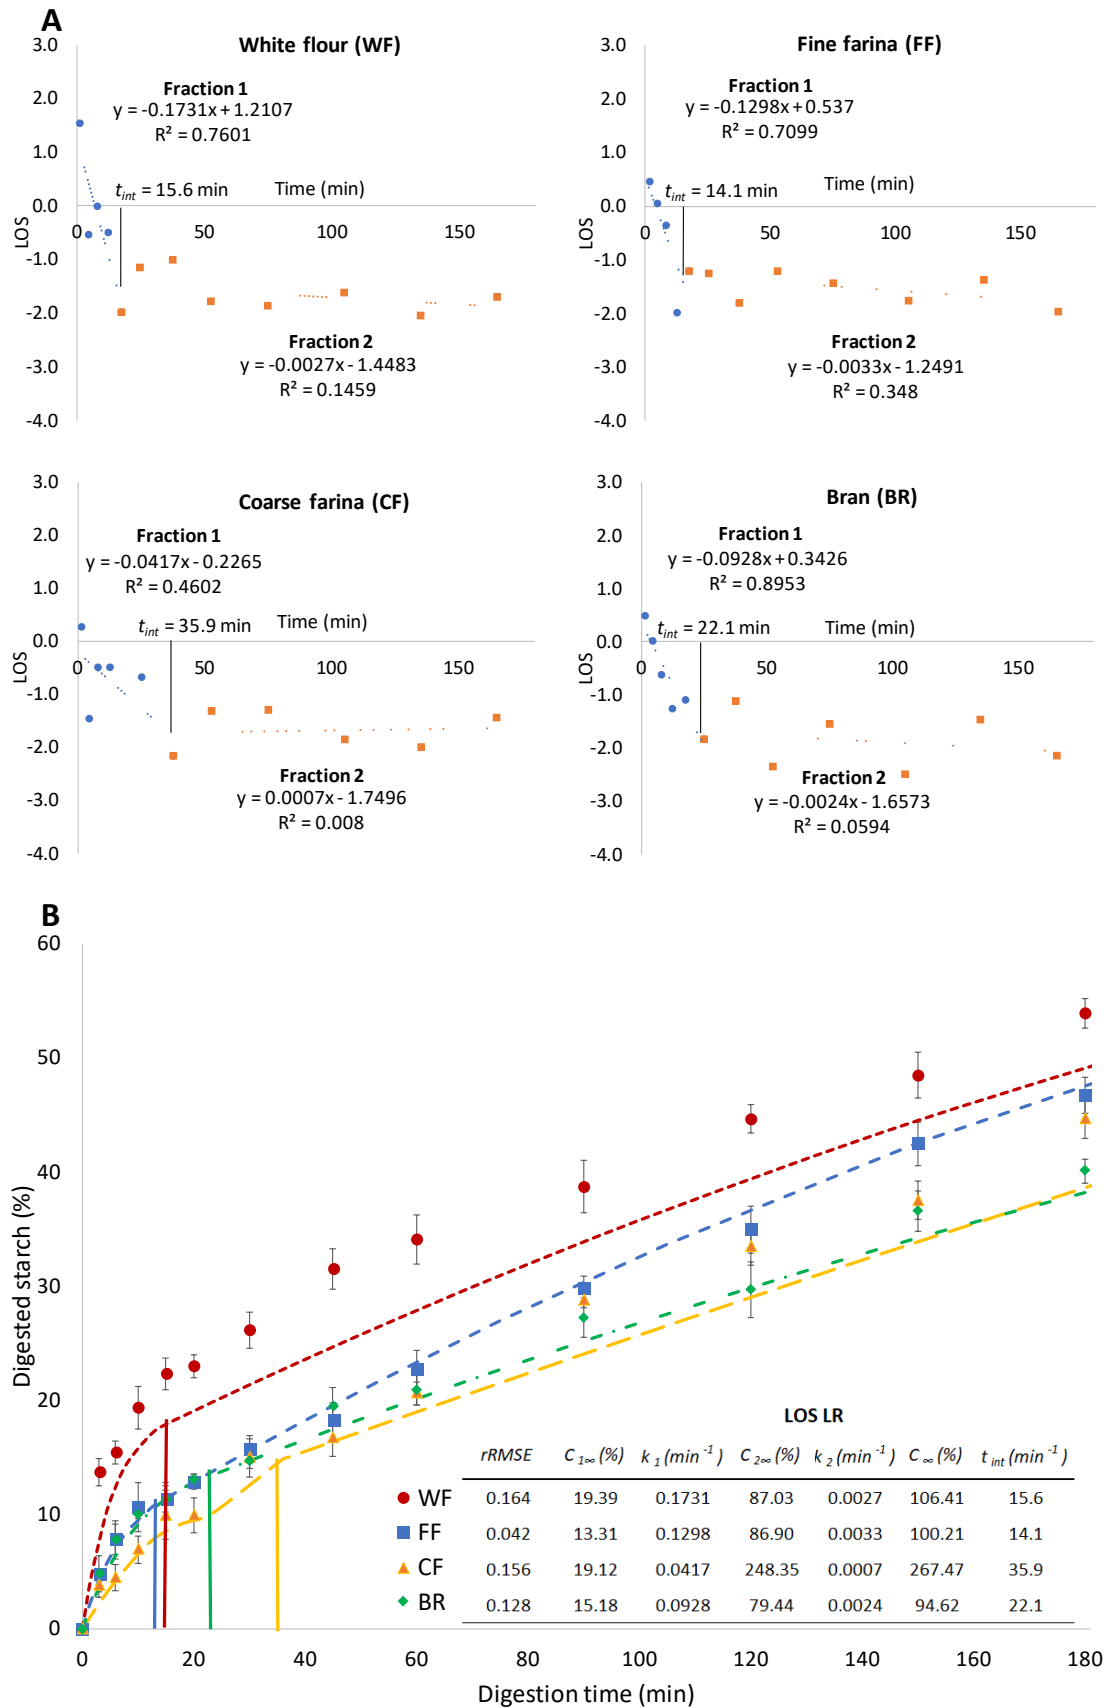 A
White flour (WF)
3.0
2.0
1.0
0.0
-1.0
-2.0
-3.0
-4.0
Fraction 1
y = -0.1731x + 1.2107
R² = 0.7601
t int = 15.6 min
Time (min)
LOS
0
50
100
150
Fraction 2
y = -0.0027x - 1.4483
R² = 0.1459
Fine farina (FF)
3.0
2.0
1.0
0.0
-1.0
-2.0
-3.0
-4.0
Fraction 1
y = -0.1298x + 0.537
R² = 0.7099
t int = 14.1 min
Time (min)
LOS
0
50
100
150
Fraction 2
y = -0.0033x - 1.2491
R² = 0.348
Coarse farina (CF)
3.0
2.0
1.0
0.0
-1.0
-2.0
-3.0
-4.0
Fraction 1
y = -0.0417x - 0.2265
R² = 0.4602
t int = 35.9 min
Time (min)
LOS
0
50
100
150
Fraction 2
y = 0.0007x - 1.7496
R² = 0.008
Bran (BR)
3.0
2.0
1.0
0.0
-1.0
-2.0
-3.0
-4.0
Fraction 1
y = -0.0928x + 0.3426
R² = 0.8953
t int = 22.1 min
Time (min)
LOS
0
50
100
150
Fraction 2
y = -0.0024x - 1.6573
R² = 0.0594
B
60
50
40
30
20
10
0
Digested starch (%)
LOS LR
rRMSE C 1∞ (%) k 1 (min -1) C 2∞ (%) k 2 (min -1) C ∞ (%) t int (min -1)
WF 0.164 19.39 0.1731 87.03 0.0027 106.41 15.6
FF 0.042 13.31 0.1298 86.90 0.0033 100.21 14.1
CF 0.156 19.12 0.0417 248.35 0.0007 267.47 35.9
BR 0.128 15.18 0.0928 79.44 0.0024 94.62 22.1
0 20 40 60 80 100 120 140 160 180
Digestion time (min)